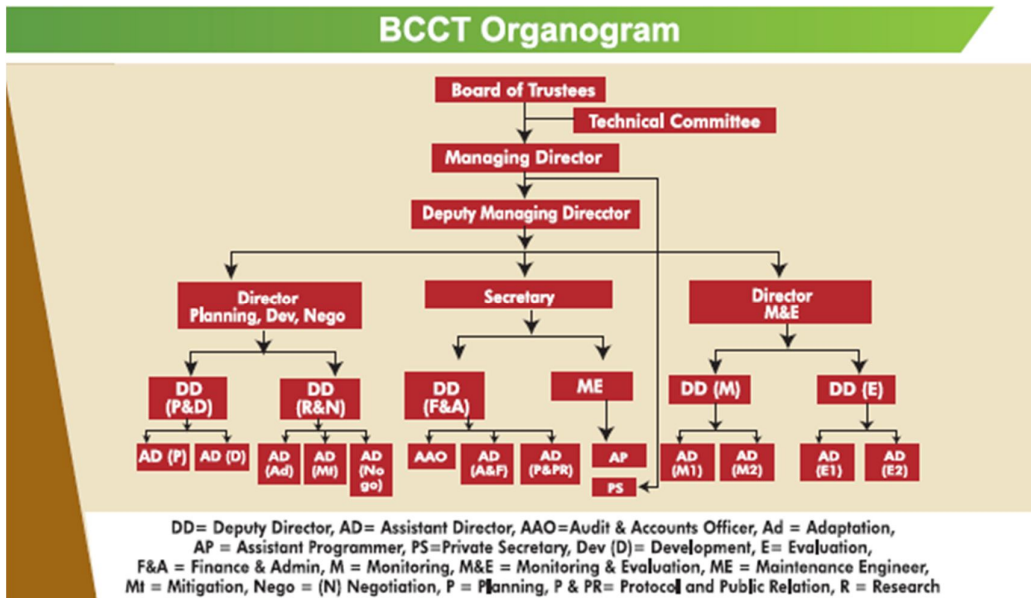 BCCT Organogram
Board of Trustees
Technical Committee
Managing Director
Deputy Managing Direcctor
Director
Planning, Dev, Nego
Secretary
Director
M&E
DD
(P&D)
DD
(R&N)
DD
(F&A)
ME
DD (M)
DD (E)
AD (P)
AD (D)
AD
(Ad)
AD
(Mt)
AD
(No
go)
AAO
AD
(A&F)
AD
(P&PR)
AP
PS
AD
(M1)
AD
(M2)
AD
(E1)
AD
(E2)
DD= Deputy Director, AD= Assistant Director, AAO=Audit & Accounts Officer, Ad = Adaptation,
AP = Assistant Programmer, PS=Private Secretary, Dev (D)= Development, E= Evaluation,
F&A = Finance & Admin, M = Monitoring, M&E = Monitoring & Evaluation, ME = Maintenance Engineer,
Mt = Mitigation, Nego = (N) Negotiation, P = Planning, P & PR= Protocol and Public Relation, R = Research